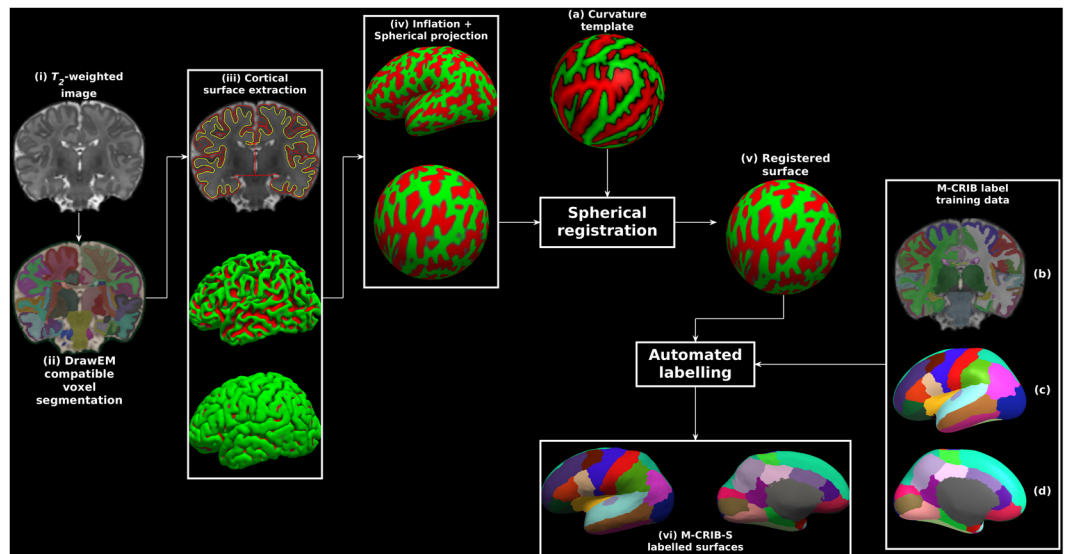 (i) T2-weighted
image
(ii) DrawEM
compatible
voxel
segmentation
(iii) Cortical
surface extraction
(iv) Inflation +
Spherical projection
(a) Curvature
template
Spherical
registration
(v) Registered
surface
Automated
labelling
M-CRIB label
training data
(b)
(c)
(d)
(vi) M-CRIB-S
labelled surfaces